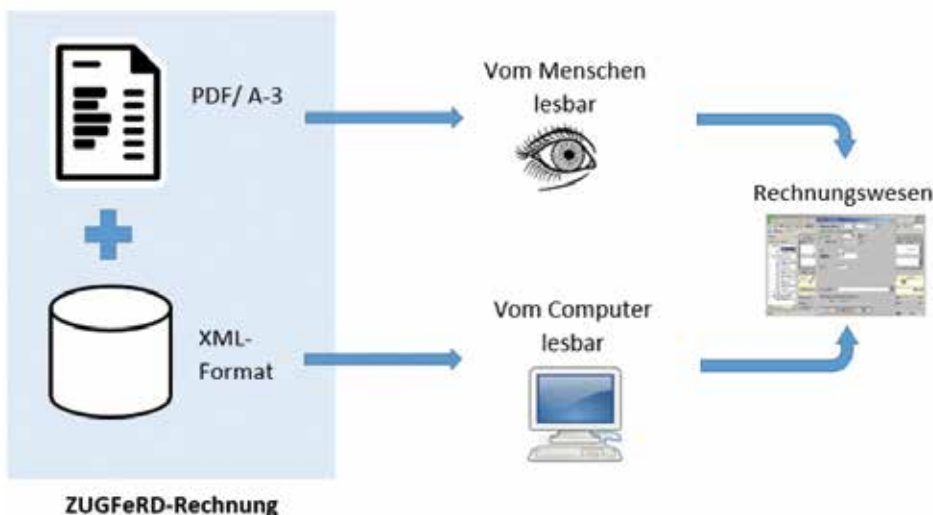 PDF/ A-3
Vom Menschen
lesbar
Rechnungswesen
XML-
Format
Vom Computer
lesbar
ZUGFeRD-Rechnung